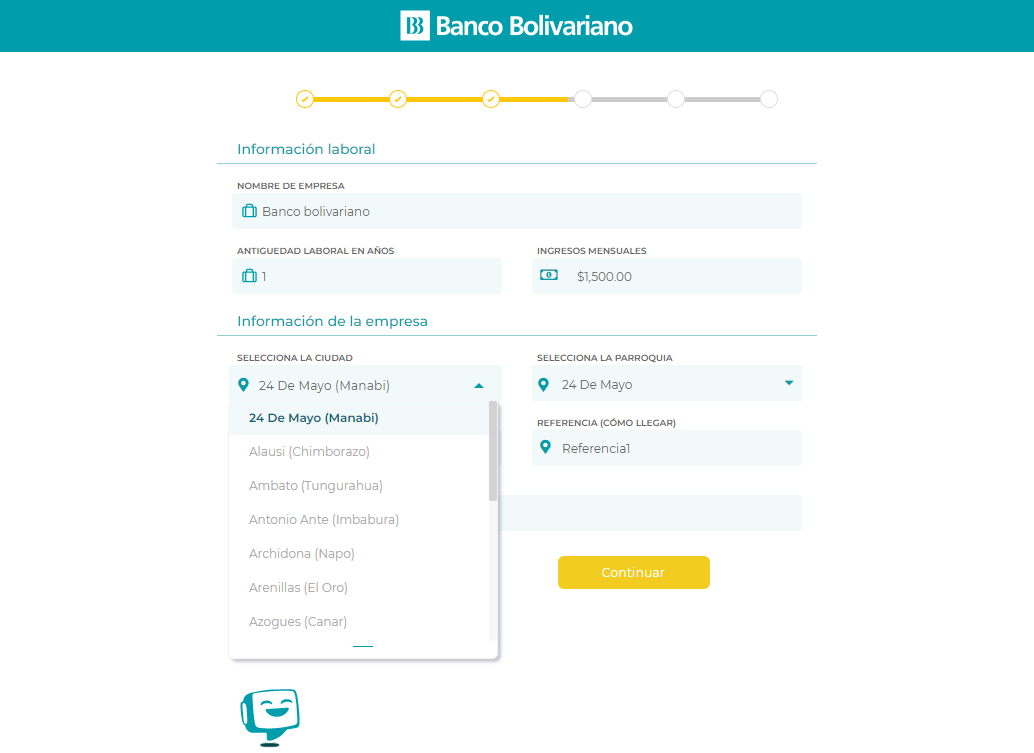 Banco Bolivariano
Información laboral
NOMBRE DE EMPRESA
Banco bolivariano
ANTIGUEDAD LABORAL EN AÑOS
INGRESOS MENSUALES
1
$1,500.00
Información de la empresa
SELECCIONA LA CIUDAD
SELECCIONA LA PARROQUIA
24 De Mayo (Manabi)
24 De Mayo
24 De Mayo (Manabi)
REFERENCIA (CÓMO LLEGAR)
Alausi (Chimborazo)
Referencia1
Ambato (Tungurahua)
Antonio Ante (Imbabura)
Archidona (Napo)
Continuar
Arenillas (El Oro)
Azogues (Canar)